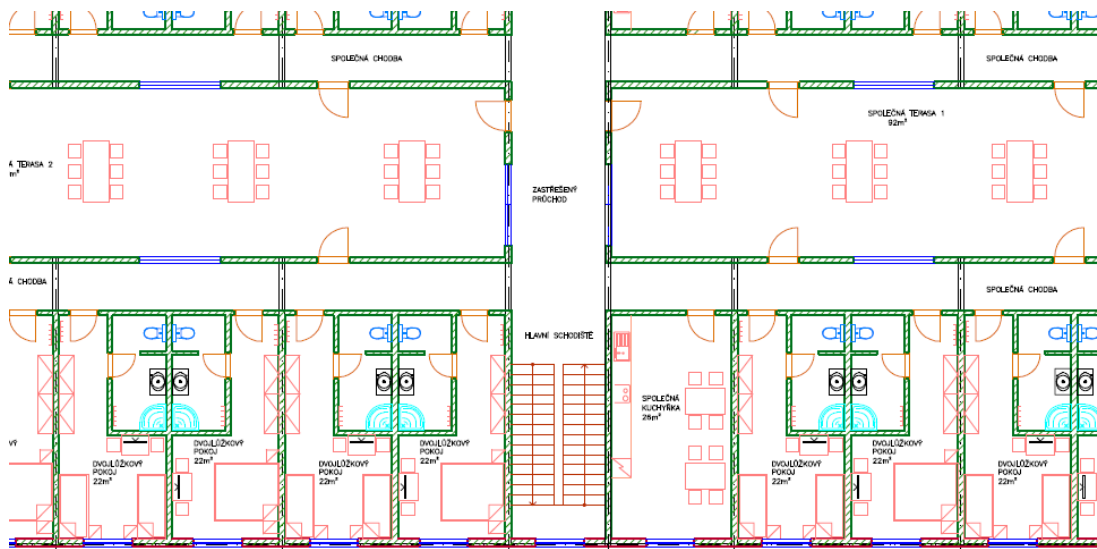 SPOLEČNÁ CHODBA
SPOLEČNÁ CHODBA
SPOLEČNÁ TERASA 1
92m²
TERASA 2
m²
ZASTŘEŠENÝ
PRŮCHOD
CHODBA
SPOLEČNÁ CHODBA
HLAVNÍ SCHODIŠTĚ
SPOLEČNÁ
KUCHYŇKA
26m²
DVOJLŮŽKOVÝ
POKOJ
22m²
DVOJLŮŽKOVÝ
POKOJ
22m²
DVOJLŮŽKOVÝ
POKOJ
22m²
DVOJLŮŽKOVÝ
POKOJ
22m²
DVOJLŮŽKOVÝ
POKOJ
22m²
DVOJLŮŽKOVÝ
POKOJ
22m²
DVOJLŮŽKOVÝ
POKOJ
22m²